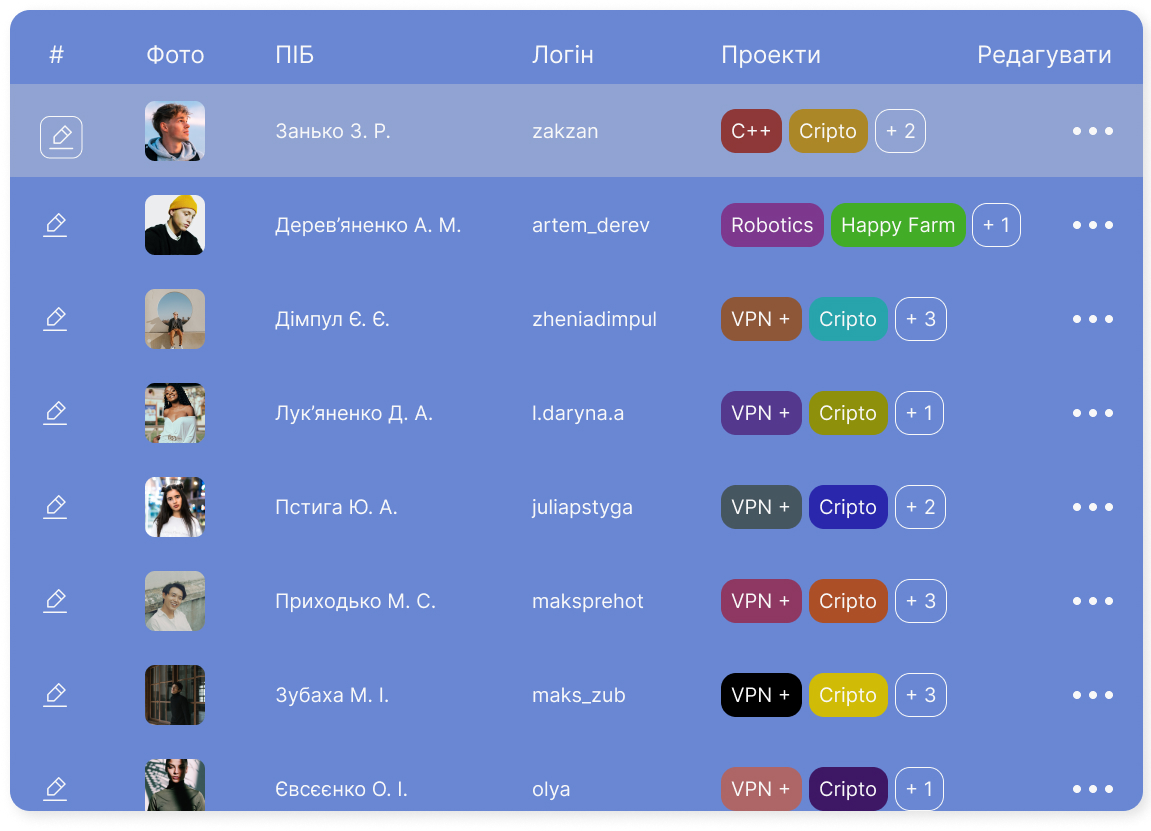 # Фото ПІБ Логін Проекти Редагувати
Занько З. Р. zakzan C++ Cripto + 2
Дерев’яненко А. М. artem_derev Robotics Happy Farm + 1
Дімпул Є. Є. zheniadimpul VPN + Cripto + 3
Лук’яненко Д. А. l.daryna.a VPN + Cripto + 1
Пстига Ю. А. juliapstyga VPN + Cripto + 2
Приходько М. С. maksprehot VPN + Cripto + 3
Зубаха М. І. maks_zub VPN + Cripto + 3
Євсєєнко О. І. olya VPN + Cripto + 1